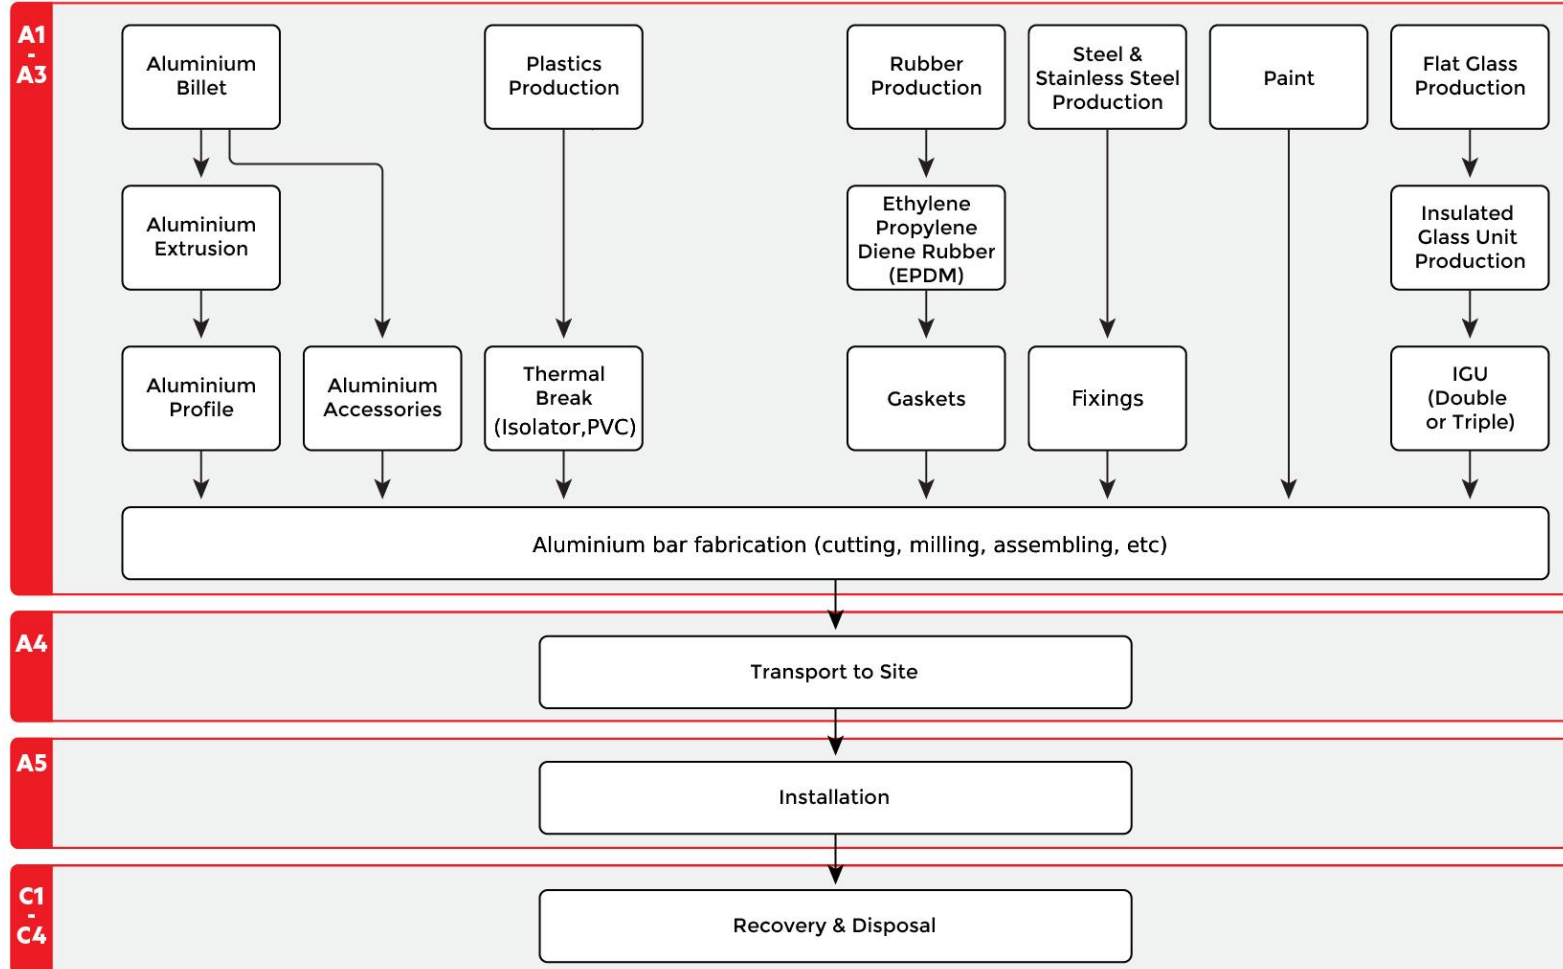 A1
-
A3
Aluminium
Billet
Plastics
Production
Rubber
Production
Steel &
Stainless Steel
Production
Paint
Flat Glass
Production
Aluminium
Extrusion
Ethylene
Propylene
Diene Rubber
(EPDM)
Insulated
Glass Unit
Production
Aluminium
Profile
Aluminium
Accessories
Thermal
Break
(Isolator,PVC)
Gaskets
Fixings
IGU
(Double
or Triple)
Aluminium bar fabrication (cutting, milling, assembling, etc)
A4
Transport to Site
A5
Installation
C1
-
C4
Recovery & Disposal